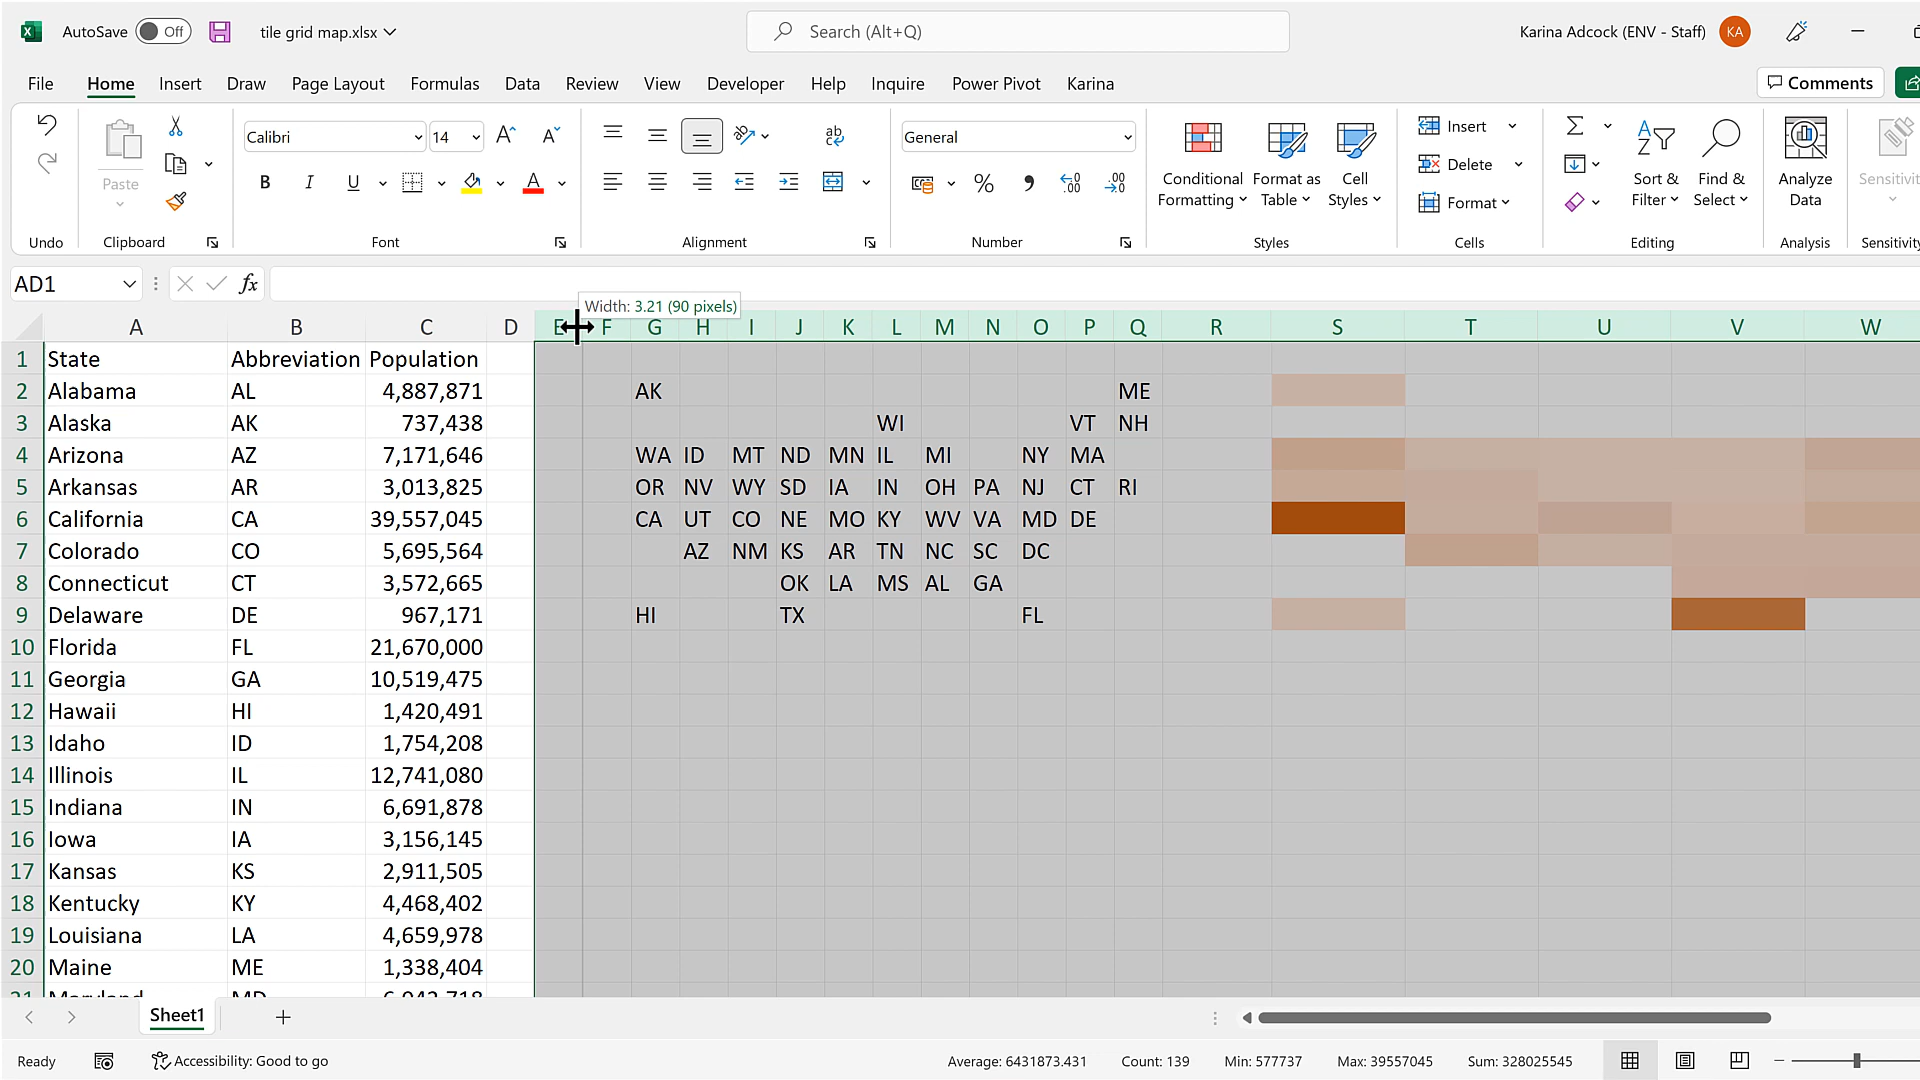 AutoSave Off tile grid map.xlsx Search (Alt+Q) Karina Adcock (ENV - Staff) KA
File Home Insert Draw Page Layout Formulas Data Review View Developer Help Inquire Power Pivot Karina Comments
Calibri 14 ab General Insert Σ
Paste B I U A % Conditional Formatting Format as Table Cell Styles Delete Format Sort & Filter Find & Select Analyze Data Sensitivit
Undo Clipboard Font Alignment Number Styles Cells Editing Analysis Sensitivity
AD1 fx
Width: 3.21 (90 pixels)
A B C D E F G H I J K L M N O P Q R S T U V W
1 State Abbreviation Population
2 Alabama AL 4,887,871 AK ME
3 Alaska AK 737,438 WI VT NH
4 Arizona AZ 7,171,646 WA ID MT ND MN IL MI NY MA
5 Arkansas AR 3,013,825 OR NV WY SD IA IN OH PA NJ CT RI
6 California CA 39,557,045 CA UT CO NE MO KY WV VA MD DE
7 Colorado CO 5,695,564 AZ NM KS AR TN NC SC DC
8 Connecticut CT 3,572,665 OK LA MS AL GA
9 Delaware DE 967,171 HI TX FL
10 Florida FL 21,670,000
11 Georgia GA 10,519,475
12 Hawaii HI 1,420,491
13 Idaho ID 1,754,208
14 Illinois IL 12,741,080
15 Indiana IN 6,691,878
16 Iowa IA 3,156,145
17 Kansas KS 2,911,505
18 Kentucky KY 4,468,402
19 Louisiana LA 4,659,978
20 Maine ME 1,338,404
21 Maryland MD 6,042,718
Sheet1
Ready Accessibility: Good to go Average: 6431873.431 Count: 139 Min: 577737 Max: 39557045 Sum: 328025545